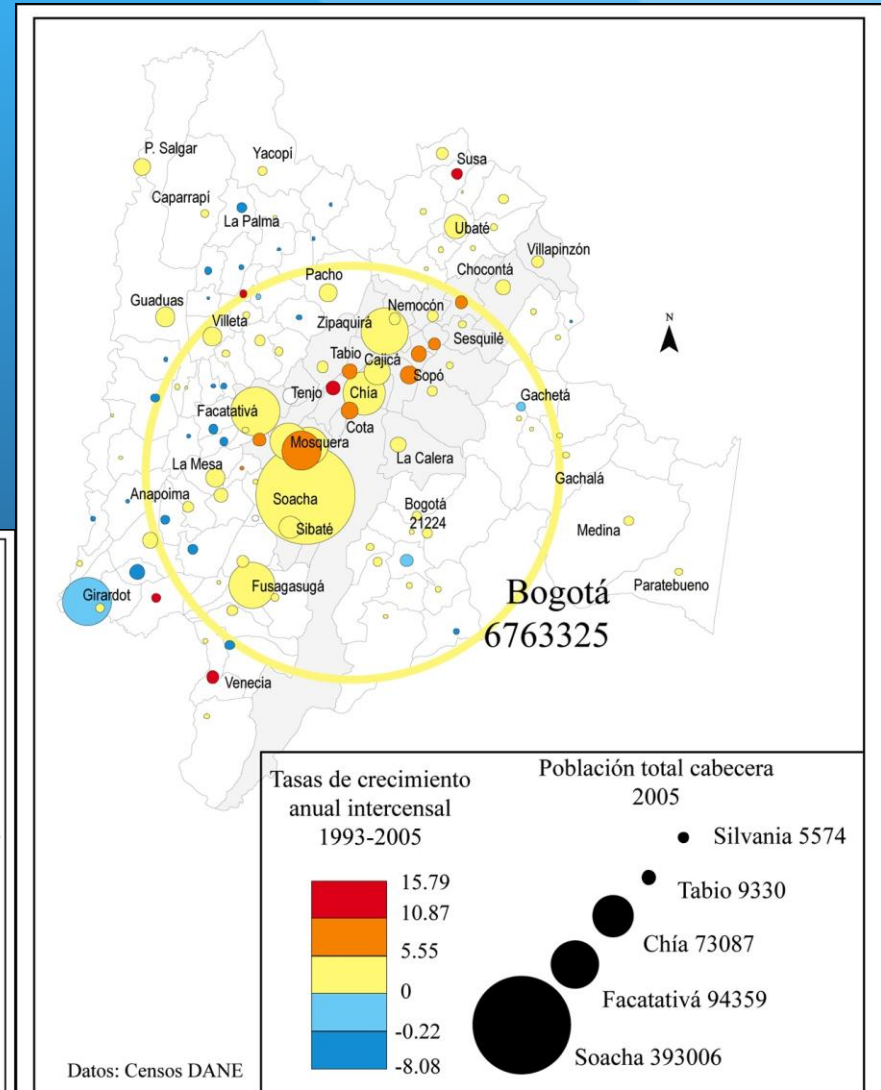 P. Salgar
Yacopí
Susa
Caparrapí
La Palma
Ubaté
Villapinzón
Chocontá
Pacho
Guaduas
Nemocón
Villeta
Zipaquirá
Sesquilé
Tabio
Cajicá
Sopó
N
Tenjo
Chía
Gachetá
Facatativá
Cota
Mosquera
La Calera
La Mesa
Gachalá
Anapoima
Soacha
Bogotá
21224
Sibaté
Medina
Girardot
Fusagasugá
Paratebueno
Bogotá
6763325
Venecia
Tasas de crecimiento
anual intercensal
1993-2005
15.79
10.87
5.55
0
-0.22
-8.08
Población total cabecera
2005
Silvania 5574
Tabio 9330
Chía 73087
Facatativá 94359
Soacha 393006
Datos: Censos DANE